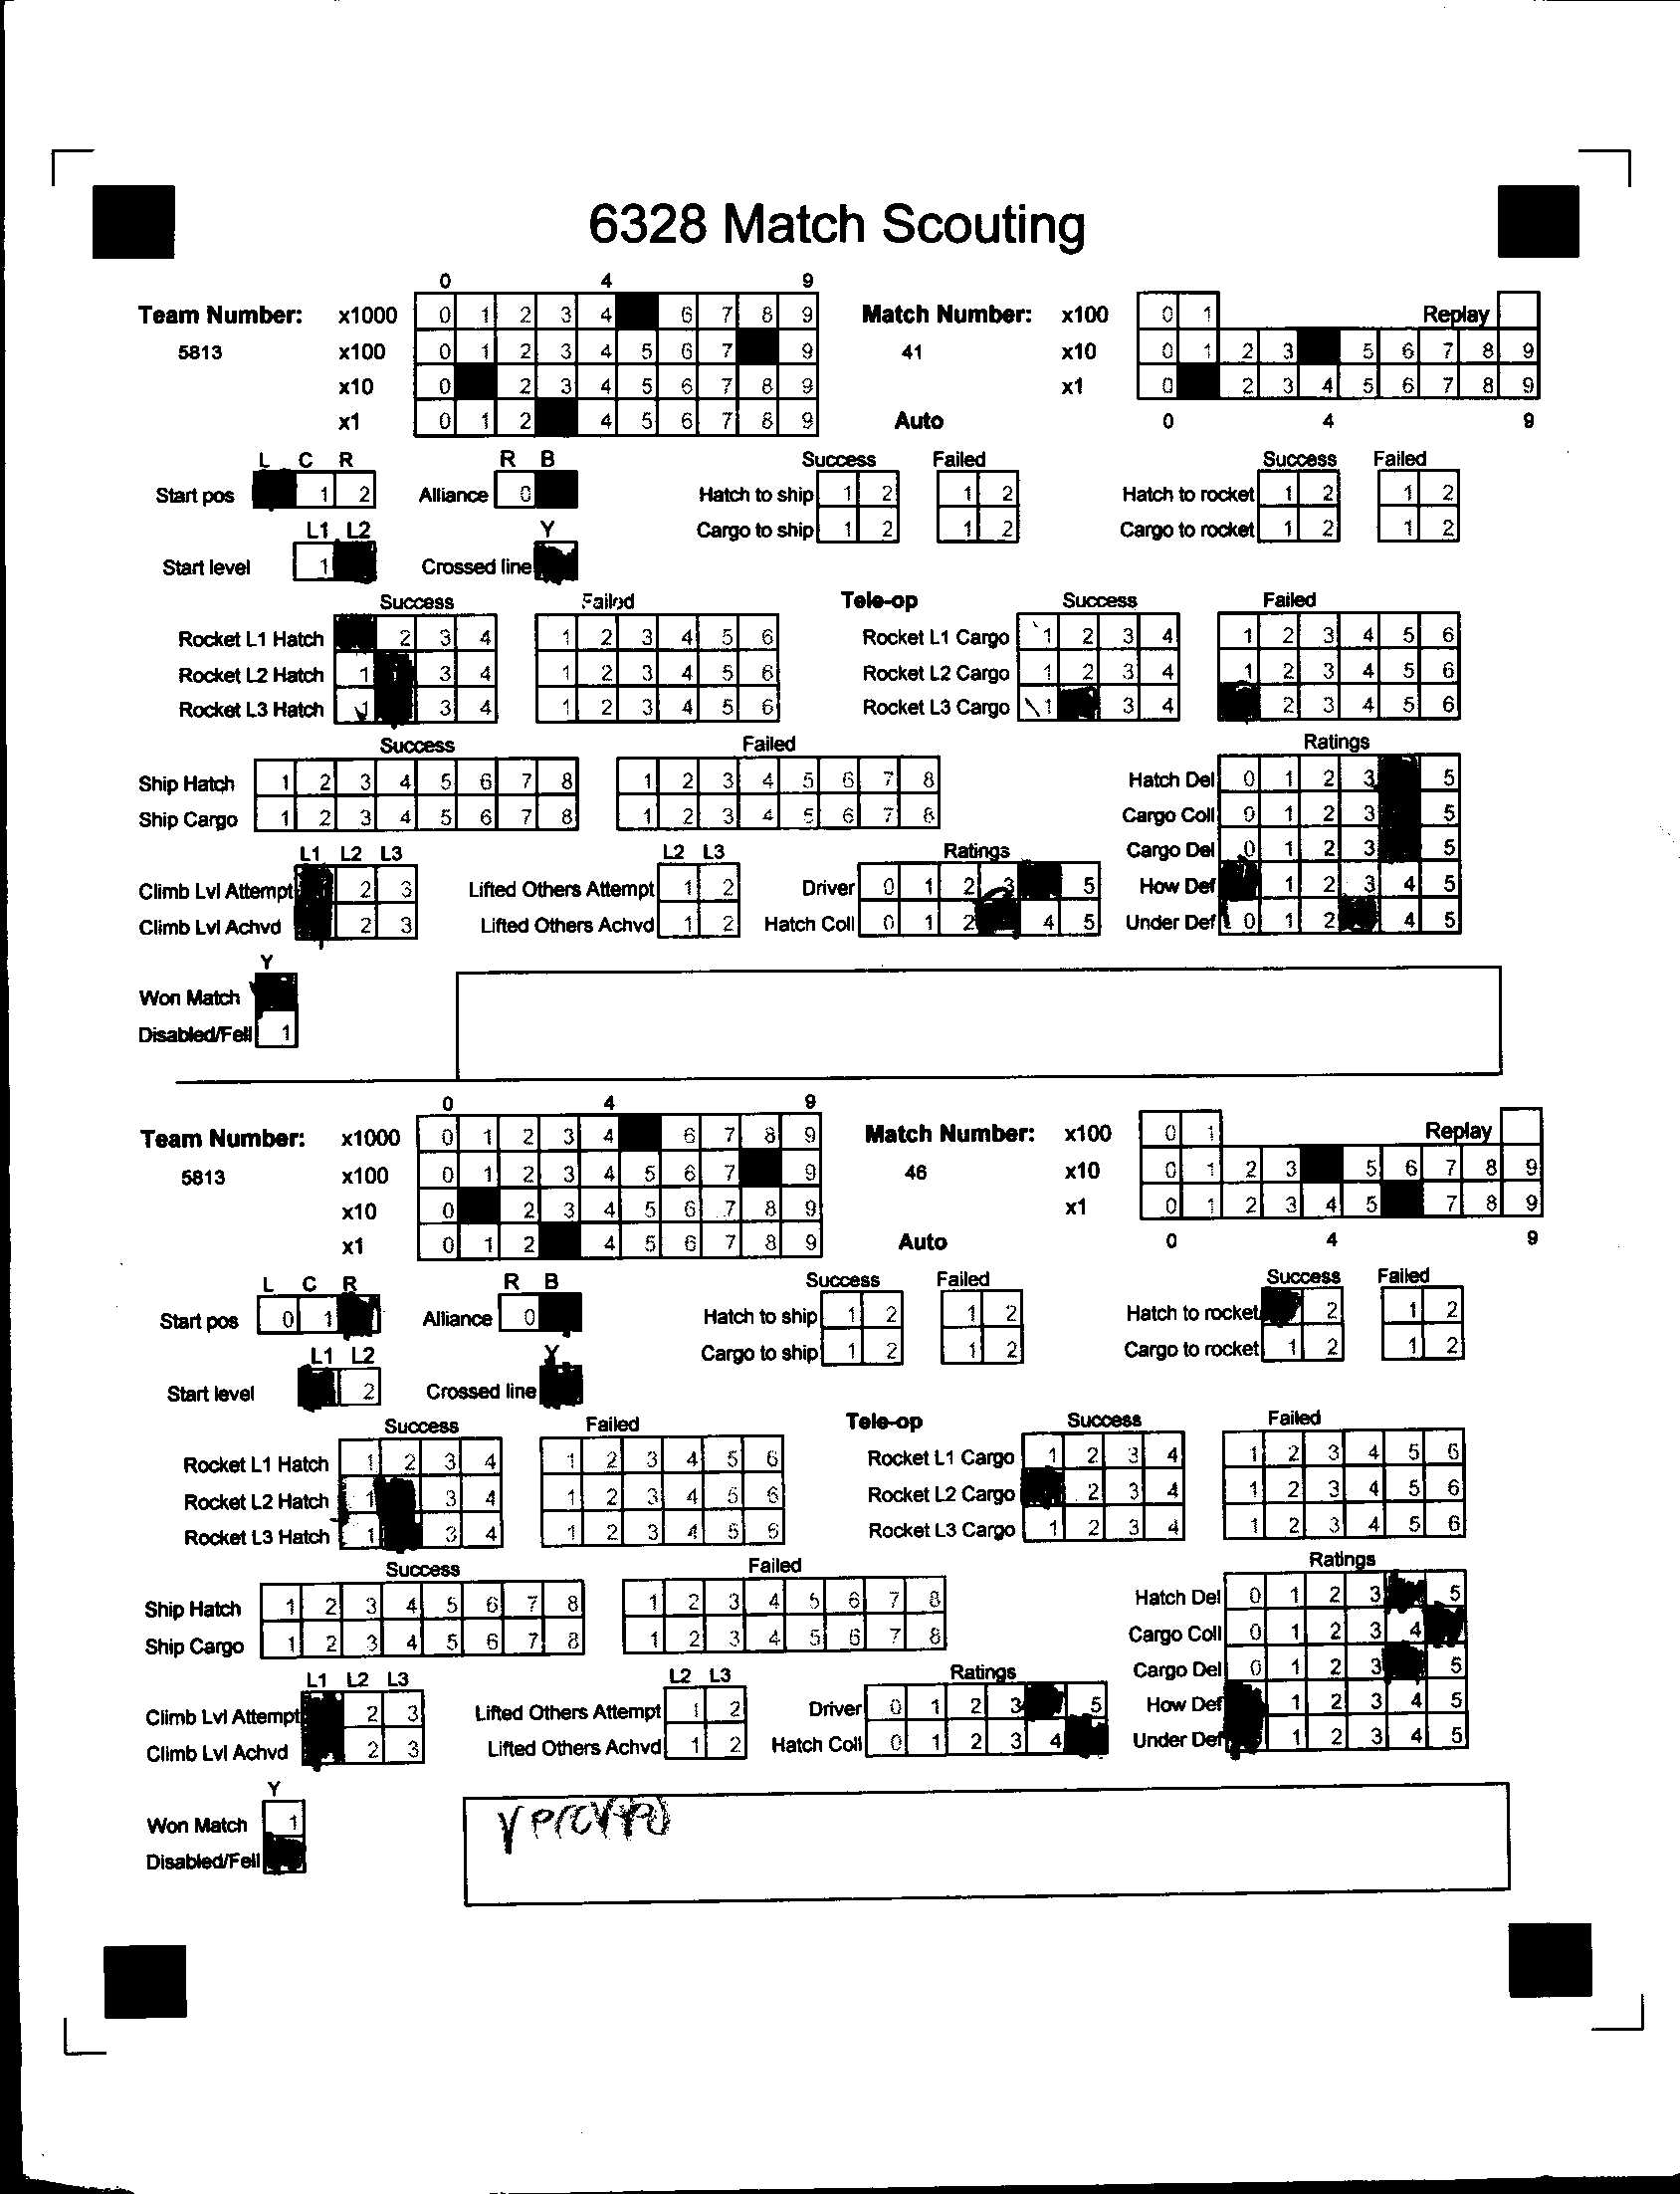 6328 Match Scouting
0 4 9
Team Number: x1000 0 1 2 3 4 6 7 8 9 Match Number: x100 0 1 Replay
5813 x100 0 1 2 3 4 5 6 7 9 41 x10 0 1 2 3 5 6 7 8 9
x10 0 2 3 4 5 6 7 8 9 x1 0 2 3 4 5 6 7 8 9
x1 0 1 2 4 5 6 7 8 9 Auto 0 4 9
L C R R B Success Failed Success Failed
Start pos 1 2 Alliance 0 Hatch to ship 1 2 1 2 Hatch to rocket 1 2 1 2
L1 L2 Y Cargo to ship 1 2 1 2 Cargo to rocket 1 2 1 2
Start level 1 Crossed line
Success Failed Tele-op Success Failed
Rocket L1 Hatch 2 3 4 1 2 3 4 5 6 Rocket L1 Cargo 1 2 3 4 1 2 3 4 5 6
Rocket L2 Hatch 1 3 4 1 2 3 4 5 6 Rocket L2 Cargo 1 2 3 4 1 2 3 4 5 6
Rocket L3 Hatch 1 3 4 1 2 3 4 5 6 Rocket L3 Cargo 1 3 4 2 3 4 5 6
Success Failed Ratings
Ship Hatch 1 2 3 4 5 6 7 8 1 2 3 4 5 6 7 8 Hatch Del 0 1 2 3 5
Ship Cargo 1 2 3 4 5 6 7 8 1 2 3 4 5 6 7 8 Cargo Coll 0 1 2 3 5
L1 L2 L3 L2 L3 Ratings Cargo Del 0 1 2 3 5
Climb Lvl Attempt 2 3 Lifted Others Attempt 1 2 Driver 0 1 2 3 5 How Def 1 2 3 4 5
Climb Lvl Achvd 2 3 Lifted Others Achvd 1 2 Hatch Coll 0 1 2 4 5 Under Def 0 1 2 4 5
Y
Won Match
Disabled/Fell 1
0 4 9
Team Number: x1000 0 1 2 3 4 6 7 8 9 Match Number: x100 0 1 Replay
5813 x100 0 1 2 3 4 5 6 7 9 46 x10 0 1 2 3 5 6 7 8 9
x10 0 2 3 4 5 6 7 8 9 x1 0 1 2 3 4 5 7 8 9
x1 0 1 2 4 5 6 7 8 9 Auto 0 4 9
L C R R B Success Failed Success Failed
Start pos 0 1 Alliance 0 Hatch to ship 1 2 1 2 Hatch to rocket 2 1 2
L1 L2 Y Cargo to ship 1 2 1 2 Cargo to rocket 1 2 1 2
Start level 2 Crossed line
Success Failed Tele-op Success Failed
Rocket L1 Hatch 1 2 3 4 1 2 3 4 5 6 Rocket L1 Cargo 1 2 3 4 1 2 3 4 5 6
Rocket L2 Hatch 1 3 4 1 2 3 4 5 6 Rocket L2 Cargo 2 3 4 1 2 3 4 5 6
Rocket L3 Hatch 1 3 4 1 2 3 4 5 6 Rocket L3 Cargo 1 2 3 4 1 2 3 4 5 6
Success Failed Ratings
Ship Hatch 1 2 3 4 5 6 7 8 1 2 3 4 5 6 7 8 Hatch Del 0 1 2 3 5
Ship Cargo 1 2 3 4 5 6 7 8 1 2 3 4 5 6 7 8 Cargo Coll 0 1 2 3 4
L1 L2 L3 L2 L3 Ratings Cargo Del 0 1 2 3 5
Climb Lvl Attempt 2 3 Lifted Others Attempt 1 2 Driver 0 1 2 3 5 How Def 1 2 3 4 5
Climb Lvl Achvd 2 3 Lifted Others Achvd 1 2 Hatch Coll 0 1 2 3 4 Under Def 1 2 3 4 5
Y
Won Match 1
Disabled/Fell